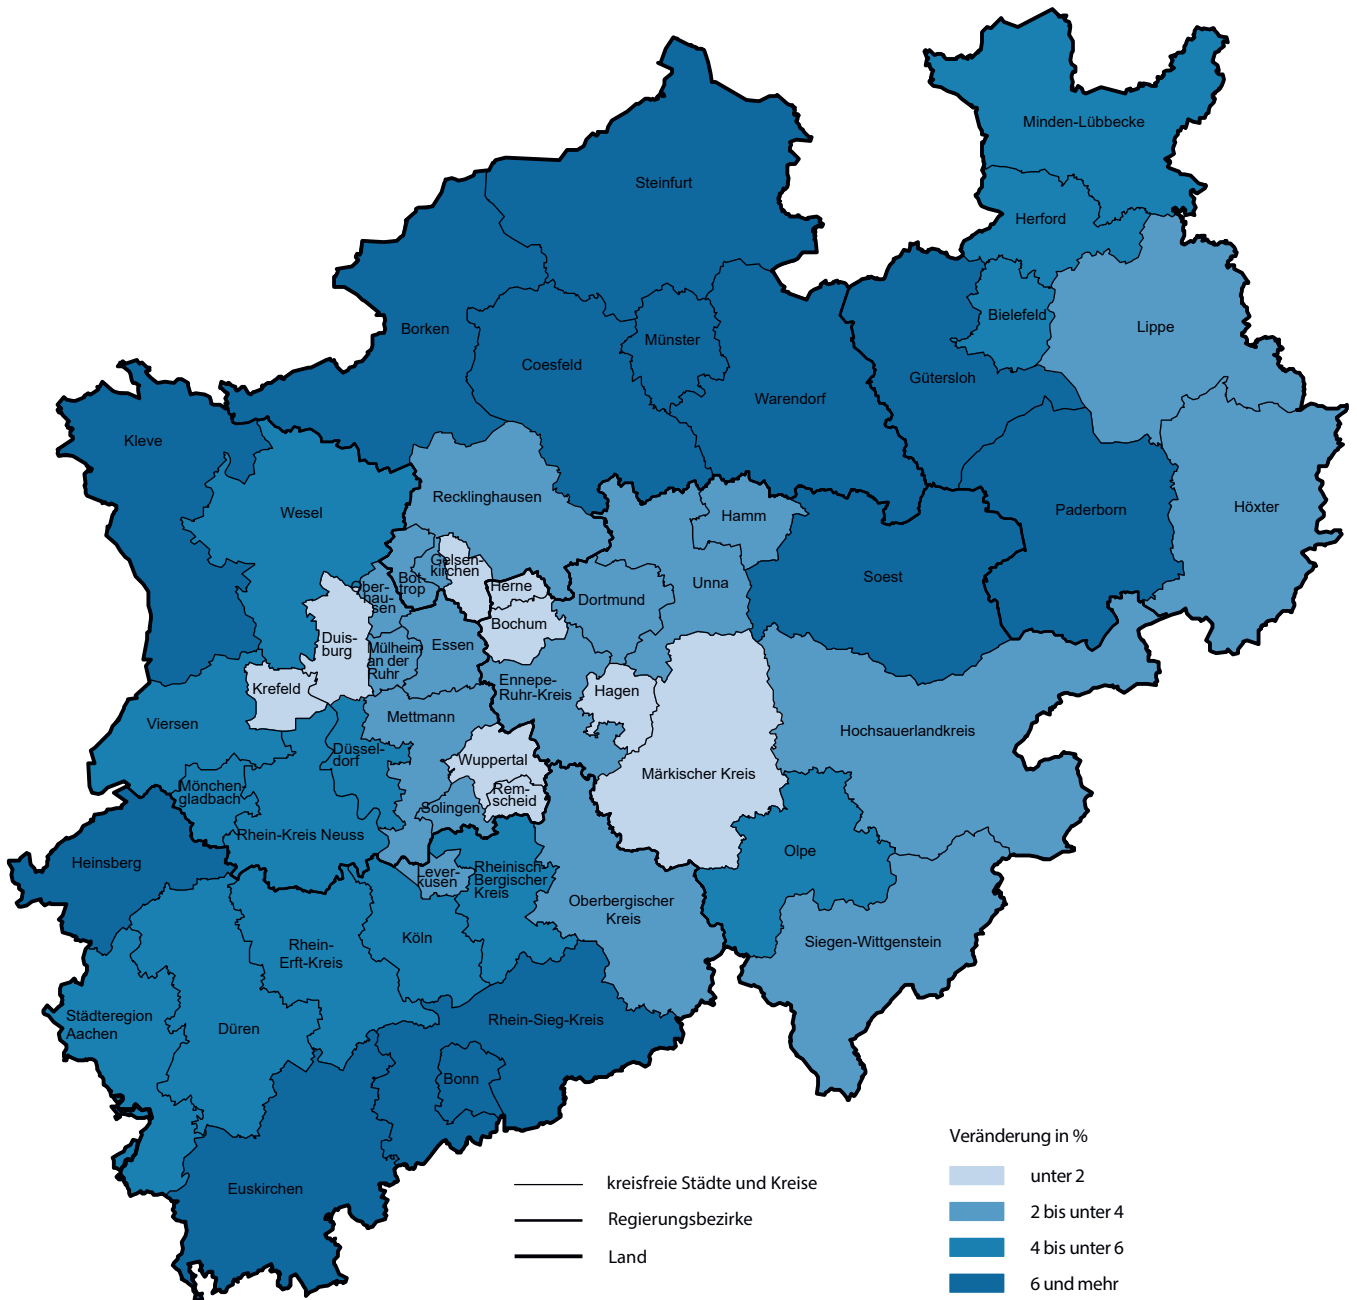 Minden-Lübbecke
Steinfurt
Herford
Bielefeld
Lippe
Borken
Münster
Coesfeld
Gütersloh
Warendorf
Kleve
Recklinghausen
Wesel
Hamm
Paderborn
Höxter
Gelsen-
kirchen
Bot-
trop
Ober-
hau-
sen
Herne
Dortmund
Unna
Soest
Bochum
Duis-
burg
Mülheim
an der
Ruhr
Essen
Krefeld
Ennepe-
Ruhr-Kreis
Hagen
Viersen
Mettmann
Hochsauerlandkreis
Düssel-
dorf
Wuppertal
Märkischer Kreis
Mönchen-
gladbach
Rem-
scheid
Solingen
Rhein-Kreis Neuss
Heinsberg
Olpe
Lever-
kusen
Rheinisch-
Bergischer
Kreis
Oberbergischer
Kreis
Köln
Rhein-
Erft-Kreis
Siegen-Wittgenstein
Städteregion
Aachen
Düren
Rhein-Sieg-Kreis
Bonn
Euskirchen
kreisfreie Städte und Kreise
Regierungsbezirke
Land
Veränderung in %
unter 2
2 bis unter 4
4 bis unter 6
6 und mehr